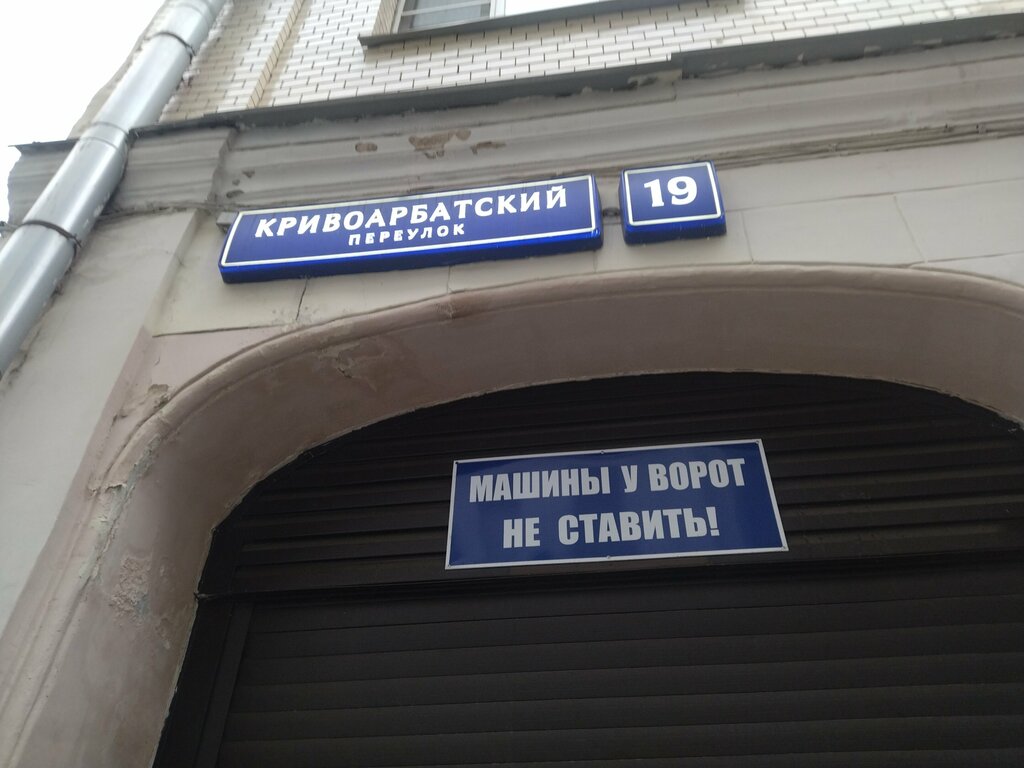 КРИВОАРБАТСКИЙ
ПЕРЕУЛОК
19
МАШИНЫ У ВОРОТ
НЕ СТАВИТЬ!